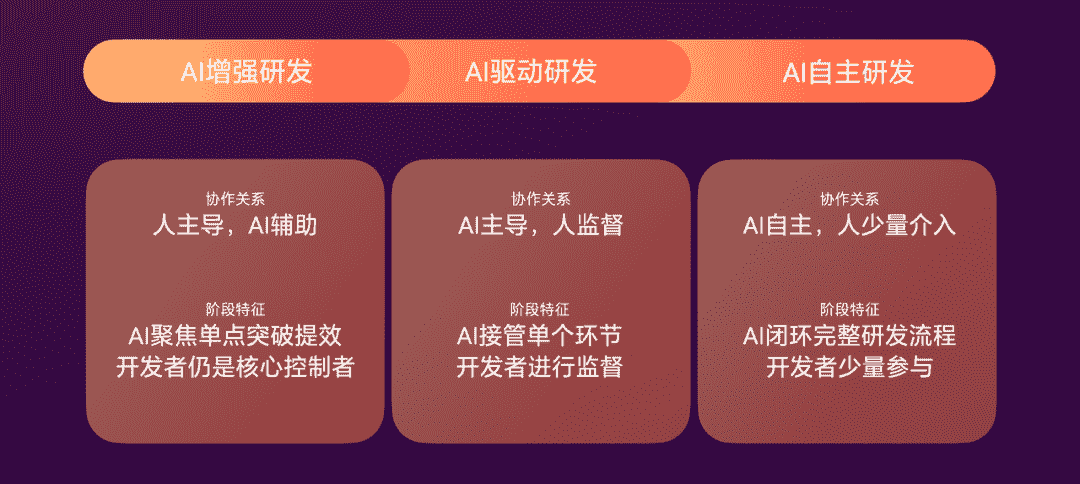 AI增强研发
AI驱动研发
AI自主研发
协作关系
人主导，AI辅助
阶段特征
AI聚焦单点突破提效
开发者仍是核心控制者
协作关系
AI主导，人监督
阶段特征
AI接管单个环节
开发者进行监督
协作关系
AI自主，人少量介入
阶段特征
AI闭环完整研发流程
开发者少量参与